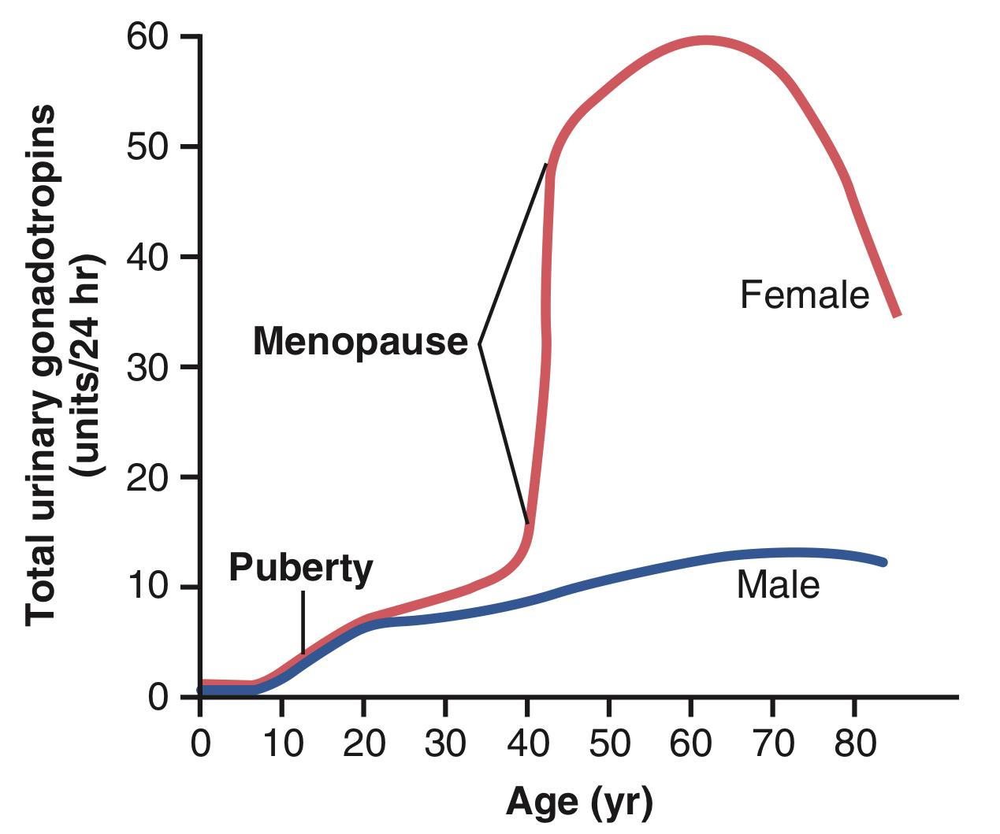 Total urinary gonadotropins
(units/24 hr)
60
50
40
30
20
10
0
Menopause
Puberty
Female
Male
0 10 20 30 40 50 60 70 80
Age (yr)